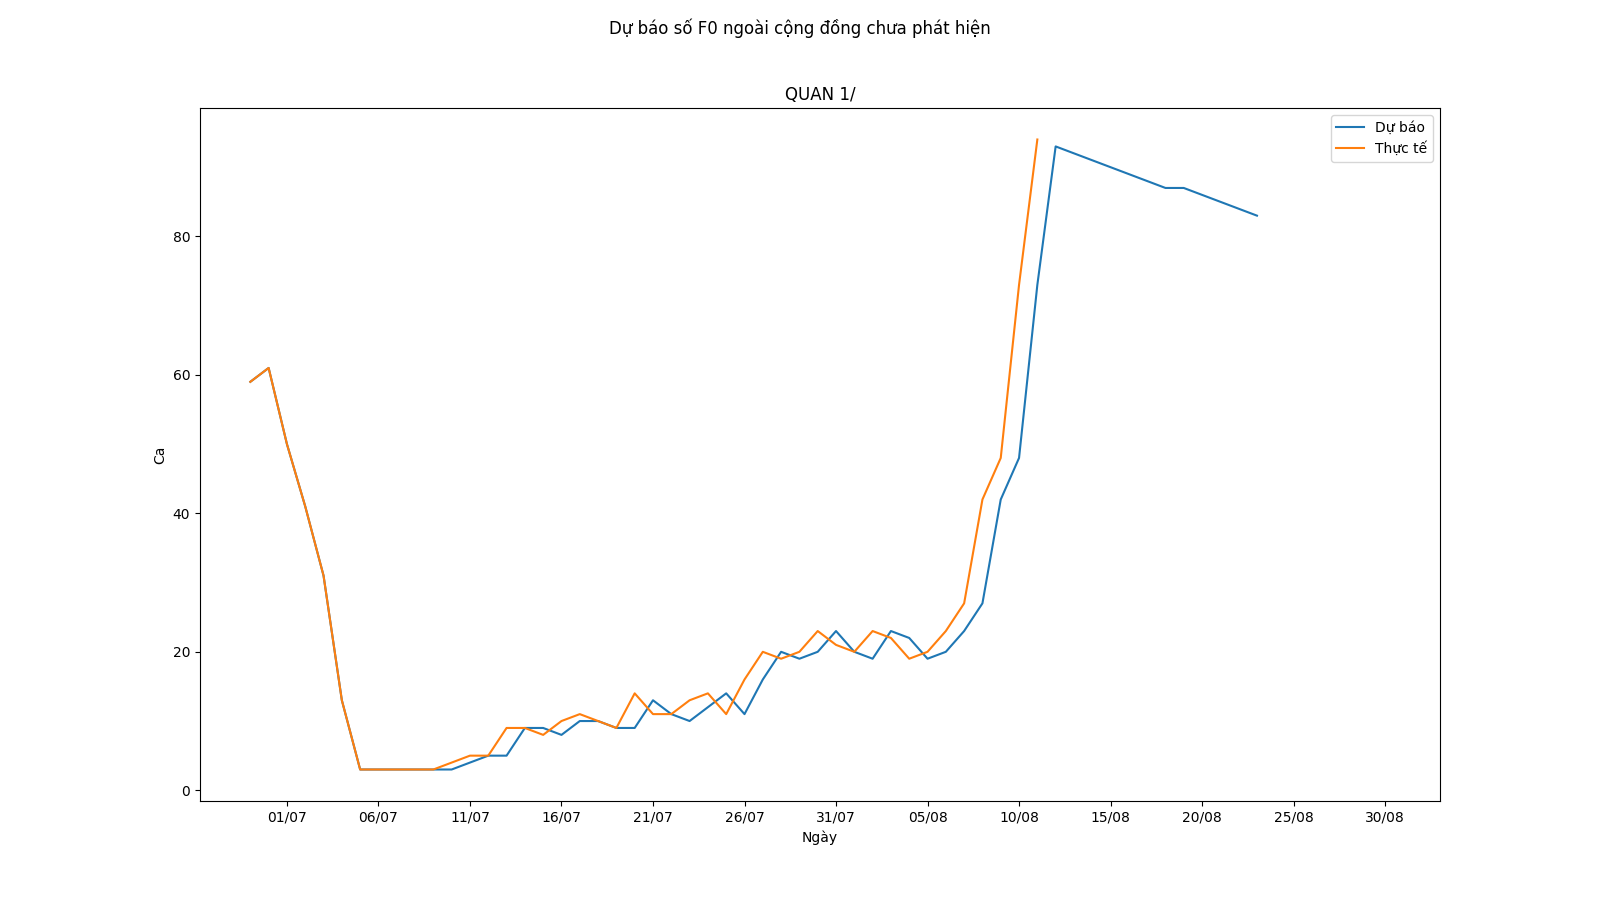 Dự báo số F0 ngoài cộng đồng chưa phát hiện
QUAN 1/
Dự báo
Thực tế
80
60
Ca
40
20
0
01/07 06/07 11/07 16/07 21/07 26/07 31/07 05/08 10/08 15/08 20/08 25/08 30/08
Ngày